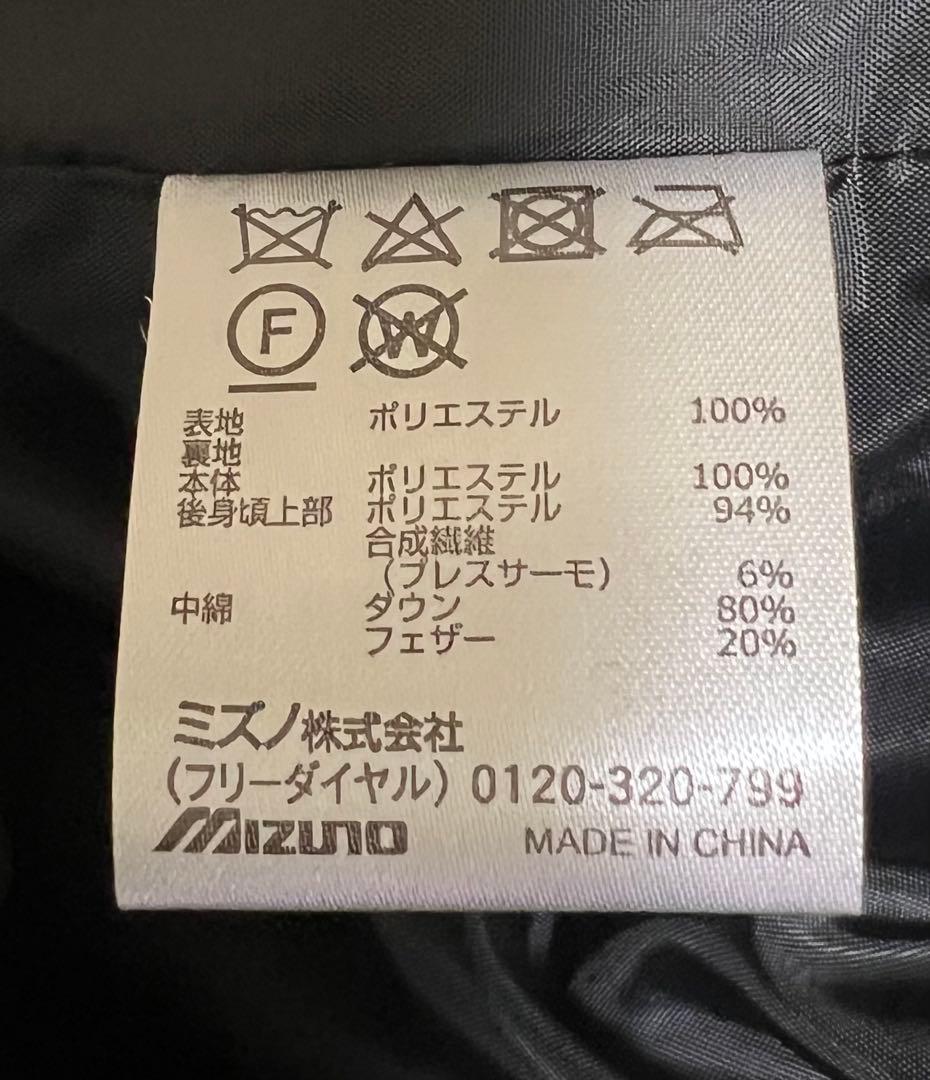 F
W
表地 ポリエステル 100%
裏地
本体 ポリエステル 100%
後身頃上部 ポリエステル 94%
合成繊維
(ブレスサーモ) 6%
中綿 ダウン 80%
フェザー 20%
ミズノ株式会社
(フリーダイヤル) 0120-320-799
MIZUNO MADE IN CHINA